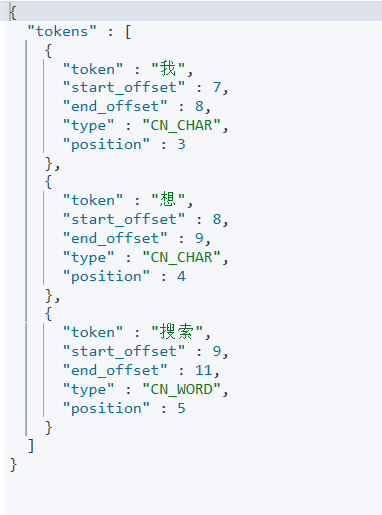 {
  "tokens" : [
    {
      "token" : "我",
      "start_offset" : 7,
      "end_offset" : 8,
      "type" : "CN_CHAR",
      "position" : 3
    },
    {
      "token" : "想",
      "start_offset" : 8,
      "end_offset" : 9,
      "type" : "CN_CHAR",
      "position" : 4
    },
    {
      "token" : "搜索",
      "start_offset" : 9,
      "end_offset" : 11,
      "type" : "CN_WORD",
      "position" : 5
    }
  ]
}